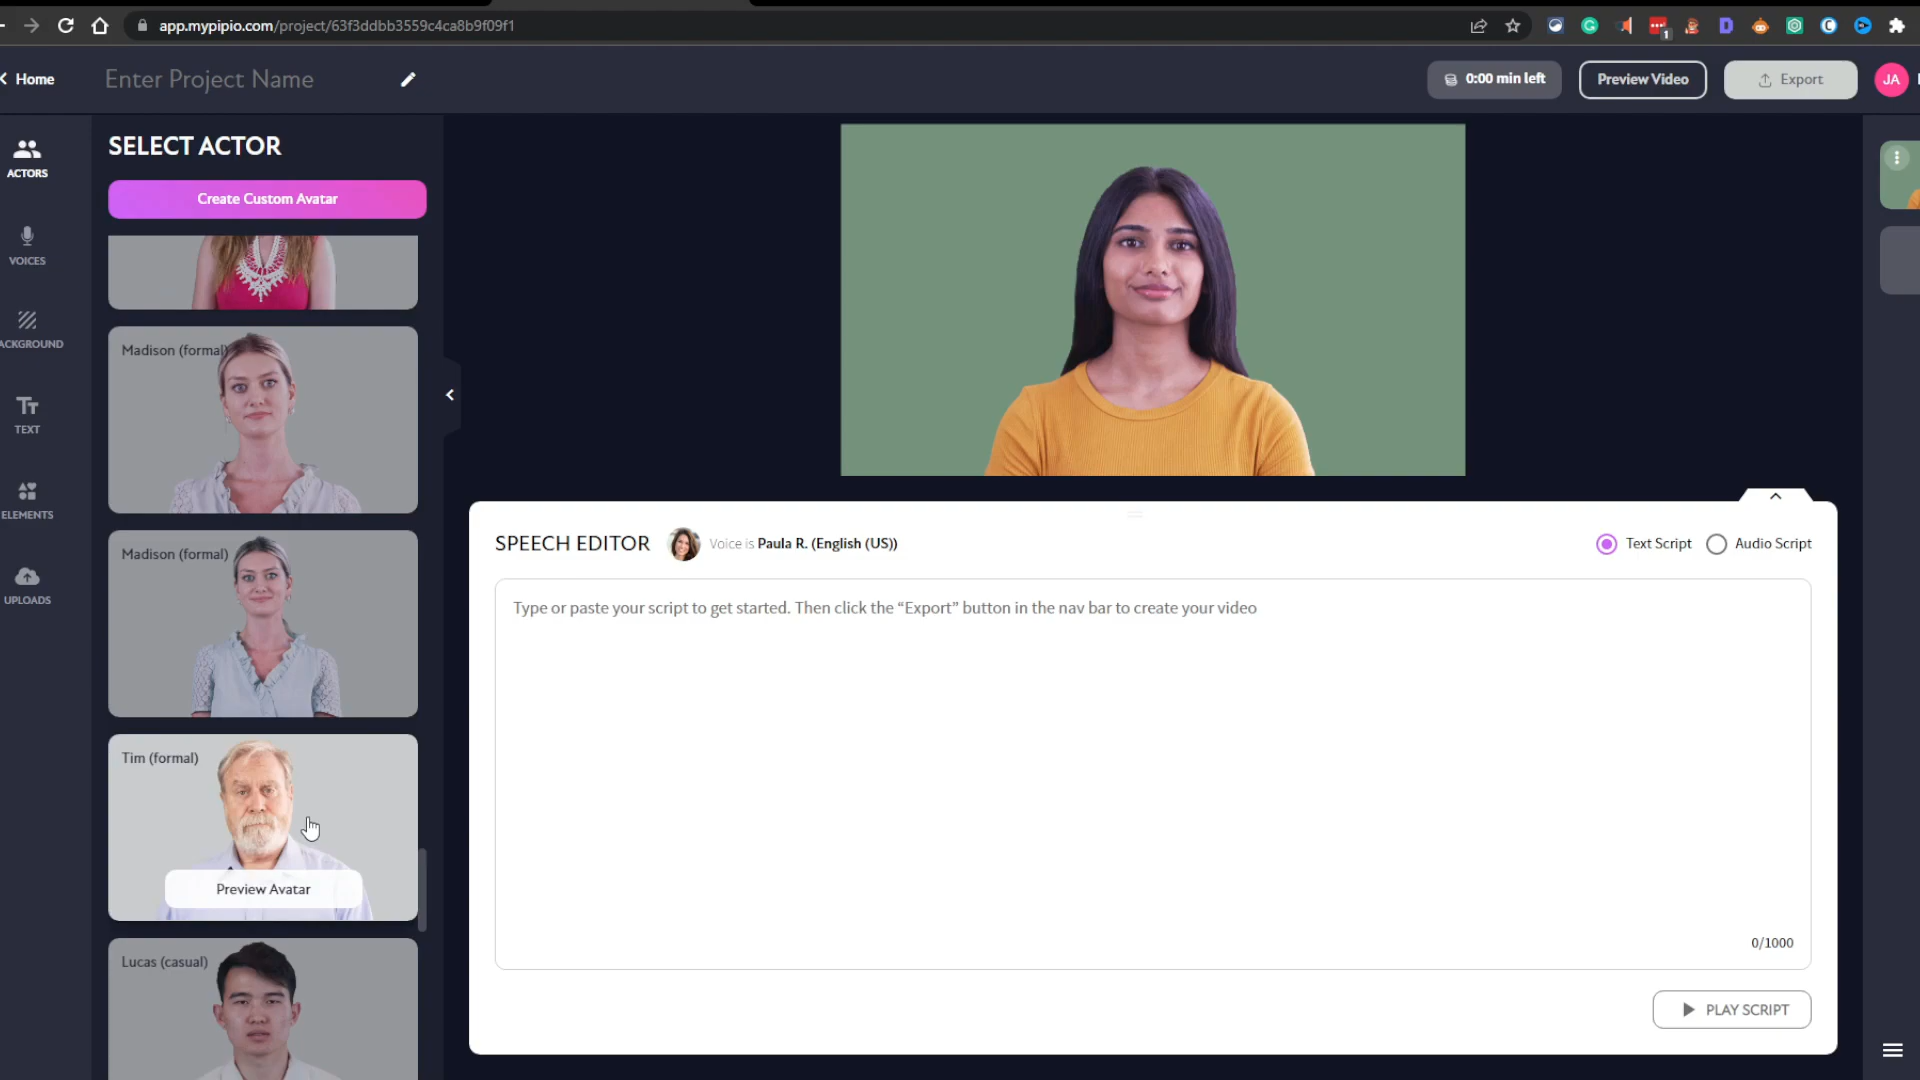 app.mypipio.com/project/63f3ddbb3559c4ca8b9f09f1
1
Home
Enter Project Name
0:00 min left
Preview Video
Export
JA
ACTORS
VOICES
ACKGROUND
TEXT
ELEMENTS
UPLOADS
SELECT ACTOR
Create Custom Avatar
Madison (formal)
Madison (formal)
Tim (formal)
Preview Avatar
Lucas (casual)
SPEECH EDITOR
Voice is Paula R. (English (US))
Text Script
Audio Script
Type or paste your script to get started. Then click the “Export” button in the nav bar to create your video
0/1000
PLAY SCRIPT